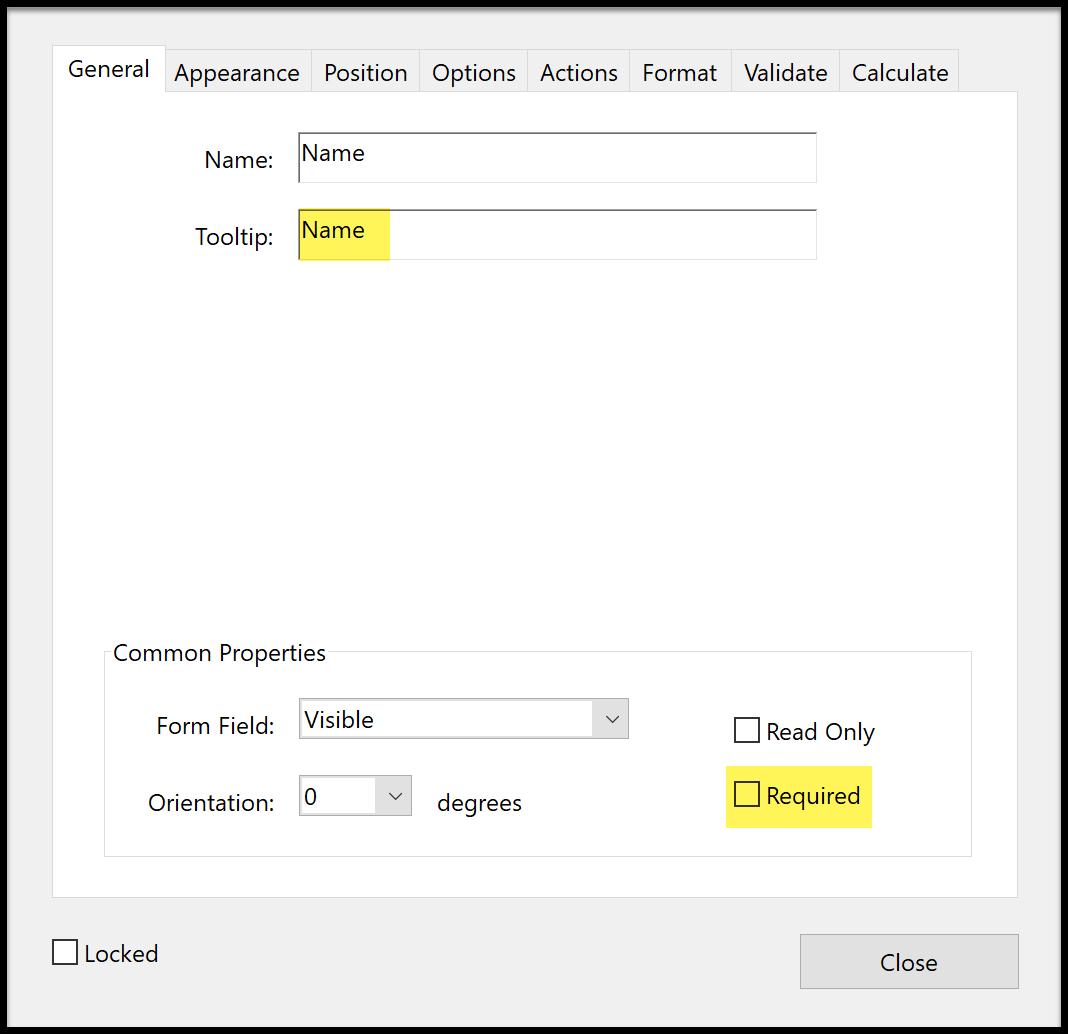 General Appearance Position Options Actions Format Validate Calculate
Name: Name
Tooltip: Name
Common Properties
Form Field: Visible
Read Only
Orientation: 0 degrees
Required
Locked
Close